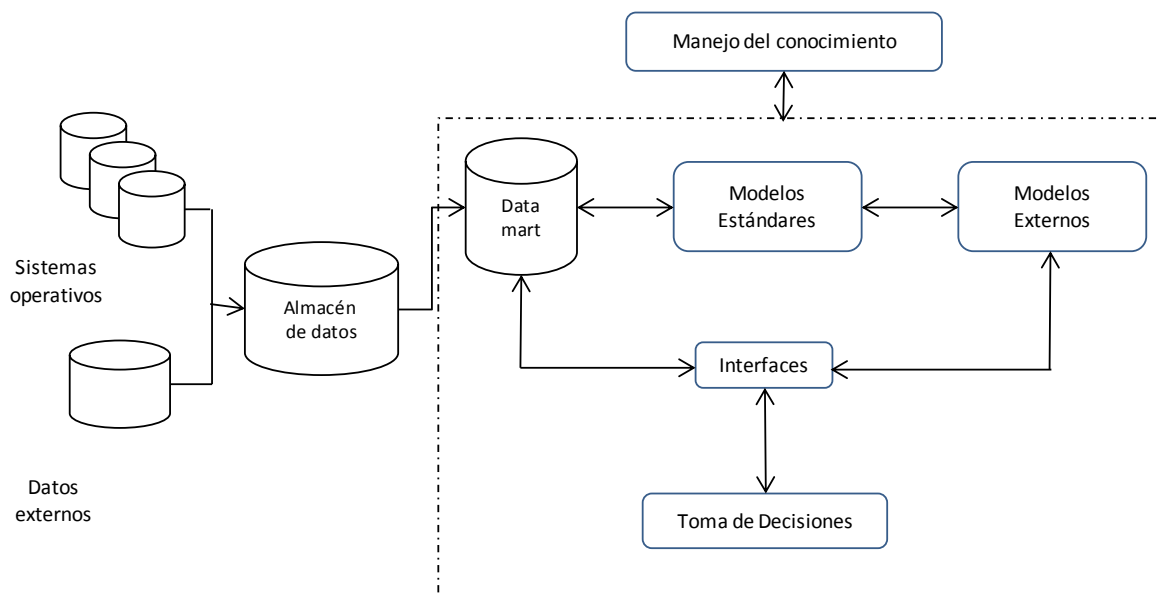 Manejo del conocimiento
Data
mart
Modelos
Estándares
Modelos
Externos
Sistemas
operativos
Almacén
de datos
Interfaces
Datos
externos
Toma de Decisiones